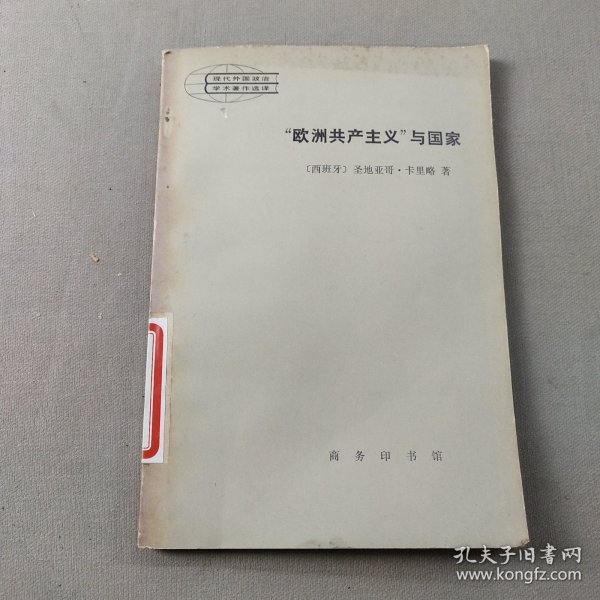 现代外国政治
学术著作选译
“欧洲共产主义”与国家
〔西班牙〕圣地亚哥·卡里略 著
商务印书馆
孔夫子旧书网
www.kongfz.com